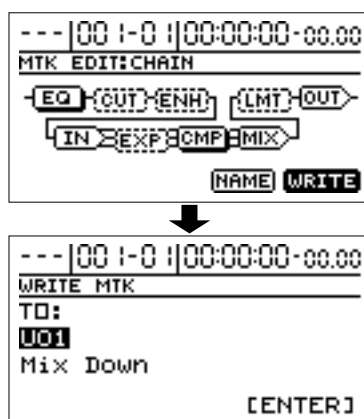 ---|001-01|00:00:00-00.00
MTK EDIT:CHAIN
EQ CUT ENH LMT OUT
IN EXP CMP MIX
NAME WRITE
---|001-01|00:00:00-00.00
WRITE MTK
TO:
U01
Mix Down
[ENTER]